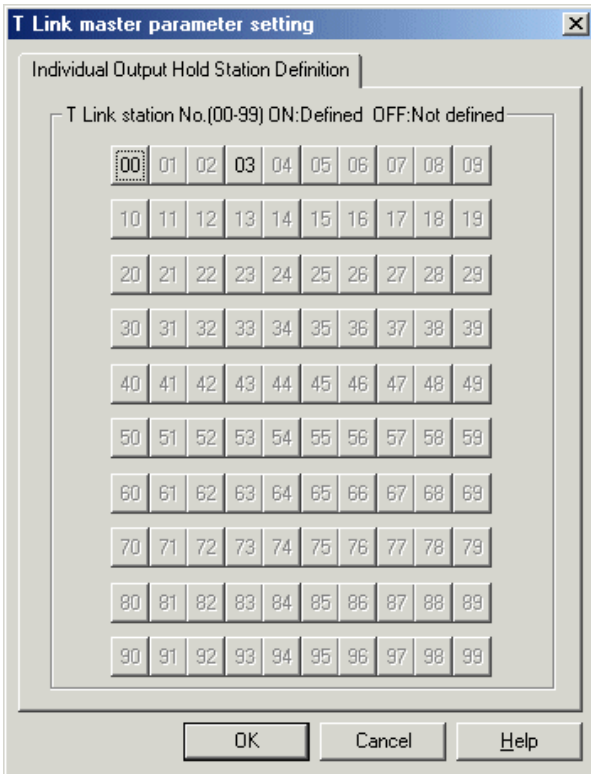 T Link master parameter setting
Individual Output Hold Station Definition
T Link station No.(00-99) ON:Defined OFF:Not defined
00 01 02 03 04 05 06 07 08 09
10 11 12 13 14 15 16 17 18 19
20 21 22 23 24 25 26 27 28 29
30 31 32 33 34 35 36 37 38 39
40 41 42 43 44 45 46 47 48 49
50 51 52 53 54 55 56 57 58 59
60 61 62 63 64 65 66 67 68 69
70 71 72 73 74 75 76 77 78 79
80 81 82 83 84 85 86 87 88 89
90 91 92 93 94 95 96 97 98 99
OK Cancel Help